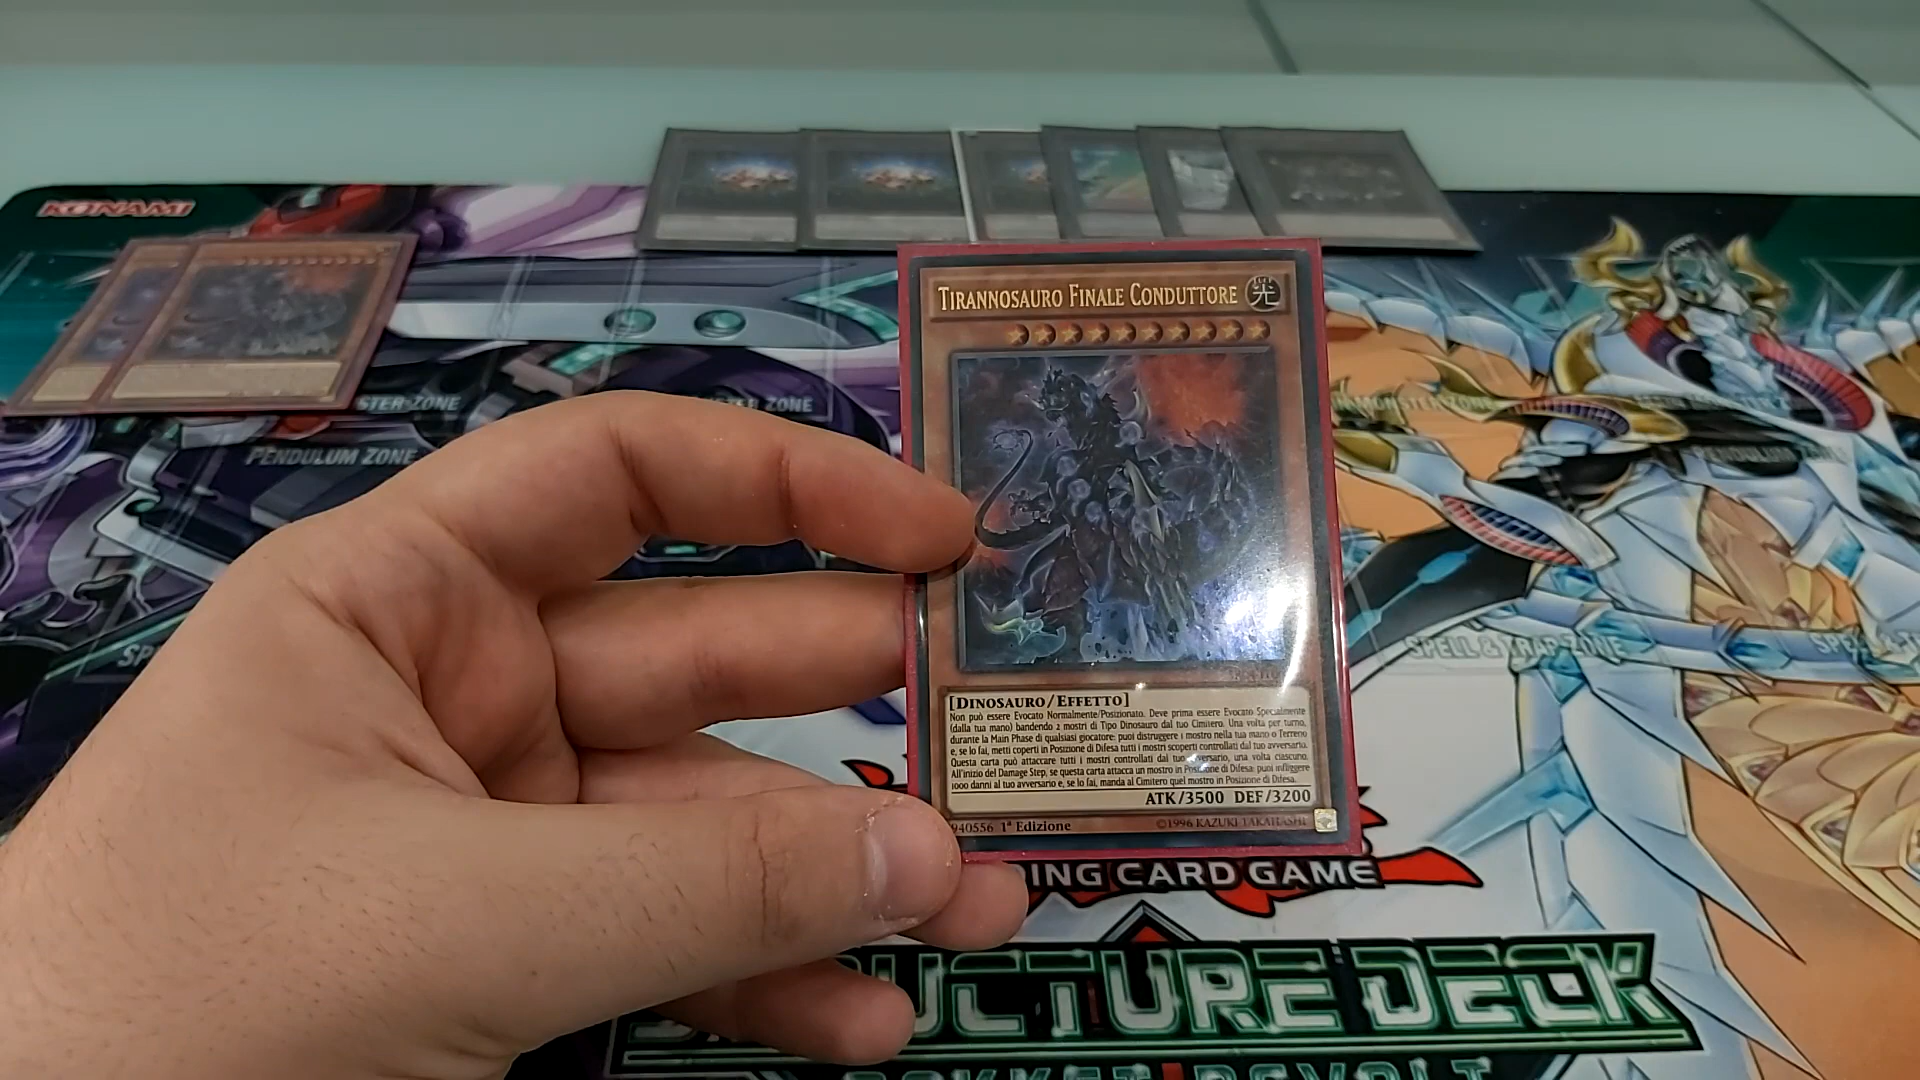 KONAMI
TIRANNOSAURO FINALE CONDUTTORE
光
STER ZONE
ZONE
MONSTER ZONE
PENDULUM ZONE
PENDULUM ZONE
SPELL & TRAP ZONE
[DINOSAURO/EFFETTO]
Non può essere Evocato Normalmente/Posizionato. Deve prima essere Evocato Specialmente
(dalla tua mano) bandendo 2 mostri di Tipo Dinosauro dal tuo Cimitero. Una volta per turno,
durante la Main Phase di qualsiasi giocatore: puoi distruggere 1 mostro nella tua mano o Terreno
e, se lo fai, metti coperti in Posizione di Difesa tutti i mostri scoperti controllati dal tuo avversario.
Questa carta può attaccare tutti i mostri controllati dal tuo avversario, una volta ciascuno.
All'inizio del Damage Step, se questa carta attacca un mostro in Posizione di Difesa: puoi infliggere
1000 danni al tuo avversario e, se lo fai, manda al Cimitero quel mostro in Posizione di Difesa.
ATK/3500 DEF/3200
940556 1ª Edizione
©1996 KAZUKI TAKAHASHI
DING CARD GAME
UCTURE DECK